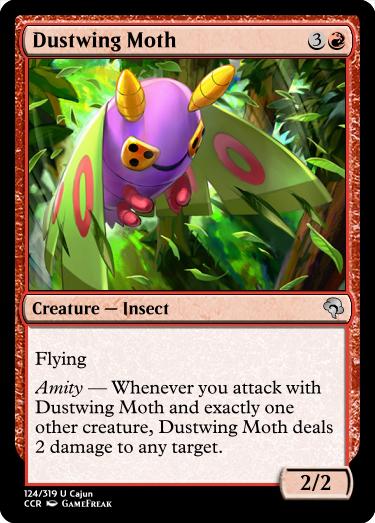 Dustwing Moth 3
Creature — Insect
Flying
Amity — Whenever you attack with
Dustwing Moth and exactly one
other creature, Dustwing Moth deals
2 damage to any target.
2/2
124/319 U Cajun
CCR GAMEFREAK